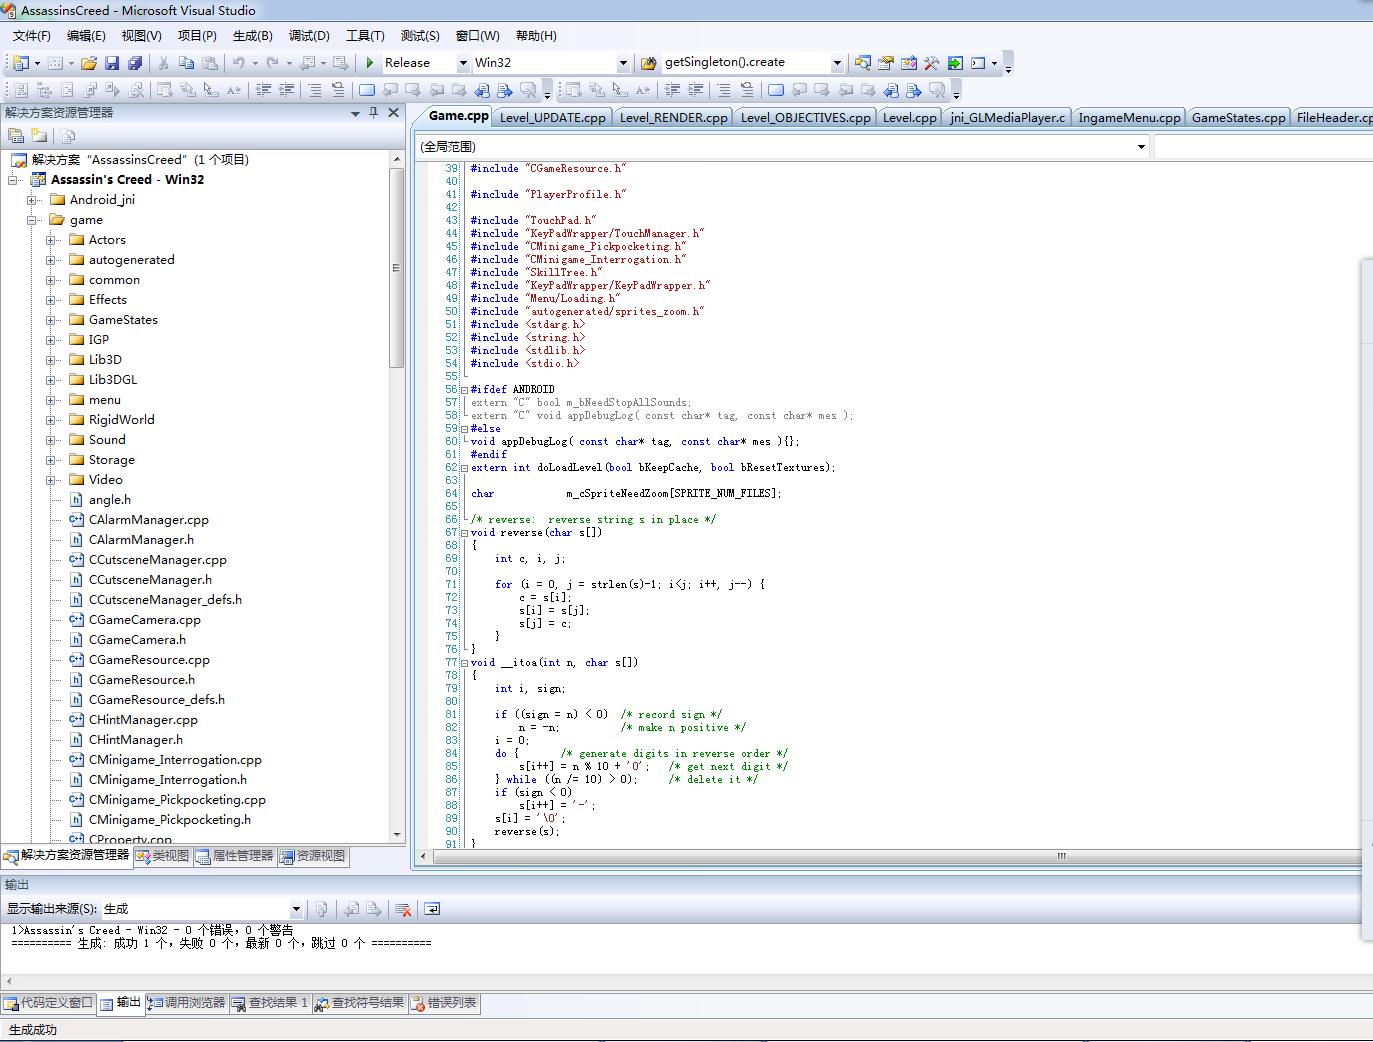 AssassinsCreed - Microsoft Visual Studio
文件(F) 编辑(E) 视图(V) 项目(P) 生成(B) 调试(D) 工具(T) 测试(S) 窗口(W) 帮助(H)
Release Win32 getSingleton().create
解决方案资源管理器
解决方案 “AssassinsCreed” (1 个项目)
Assassin's Creed - Win32
Android_jni
game
Actors
autogenerated
common
Effects
GameStates
IGP
Lib3D
Lib3DGL
menu
RigidWorld
Sound
Storage
Video
angle.h
CAlarmManager.cpp
CAlarmManager.h
CCutsceneManager.cpp
CCutsceneManager.h
CCutsceneManager_defs.h
CGameCamera.cpp
CGameCamera.h
CGameResource.cpp
CGameResource.h
CGameResource_defs.h
CHintManager.cpp
CHintManager.h
CMinigame_Interrogation.cpp
CMinigame_Interrogation.h
CMinigame_Pickpocketing.cpp
CMinigame_Pickpocketing.h
CProperty.cpp
解决方案资源管理器 类视图 属性管理器 资源视图
Game.cpp Level_UPDATE.cpp Level_RENDER.cpp Level_OBJECTIVES.cpp Level.cpp jni_GLMediaPlayer.c IngameMenu.cpp GameStates.cpp FileHeader.cp
(全局范围)
39 #include "CGameResource.h"
40
41 #include "PlayerProfile.h"
42
43 #include "TouchPad.h"
44 #include "KeyPadWrapper/TouchManager.h"
45 #include "CMinigame_Pickpocketing.h"
46 #include "CMinigame_Interrogation.h"
47 #include "SkillTree.h"
48 #include "KeyPadWrapper/KeyPadWrapper.h"
49 #include "Menu/Loading.h"
50 #include "autogenerated/sprites_zoom.h"
51 #include <stdarg.h>
52 #include <string.h>
53 #include <stdlib.h>
54 #include <stdio.h>
55
56 #ifdef ANDROID
57 extern "C" bool m_bNeedStopAllSounds;
58 extern "C" void appDebugLog( const char* tag, const char* mes );
59 #else
60 void appDebugLog( const char* tag, const char* mes ){};
61 #endif
62 extern int doLoadLevel(bool bKeepCache, bool bResetTextures);
63
64 char m_cSpriteNeedZoom[SPRITE_NUM_FILES];
65
66 /* reverse: reverse string s in place */
67 void reverse(char s[])
68 {
69 int c, i, j;
70
71 for (i = 0, j = strlen(s)-1; i<j; i++, j--) {
72 c = s[i];
73 s[i] = s[j];
74 s[j] = c;
75 }
76 }
77 void __itoa(int n, char s[])
78 {
79 int i, sign;
80
81 if ((sign = n) < 0) /* record sign */
82 n = -n; /* make n positive */
83 i = 0;
84 do { /* generate digits in reverse order */
85 s[i++] = n % 10 + '0'; /* get next digit */
86 } while ((n /= 10) > 0); /* delete it */
87 if (sign < 0)
88 s[i++] = '-';
89 s[i] = '\0';
90 reverse(s);
91 }
输出
显示输出来源(S): 生成
1>Assassin's Creed - Win32 - 0 个错误，0 个警告
========== 生成: 成功 1 个，失败 0 个，最新 0 个，跳过 0 个 ==========
代码定义窗口 输出 调用浏览器 查找结果 1 查找符号结果 错误列表
生成成功